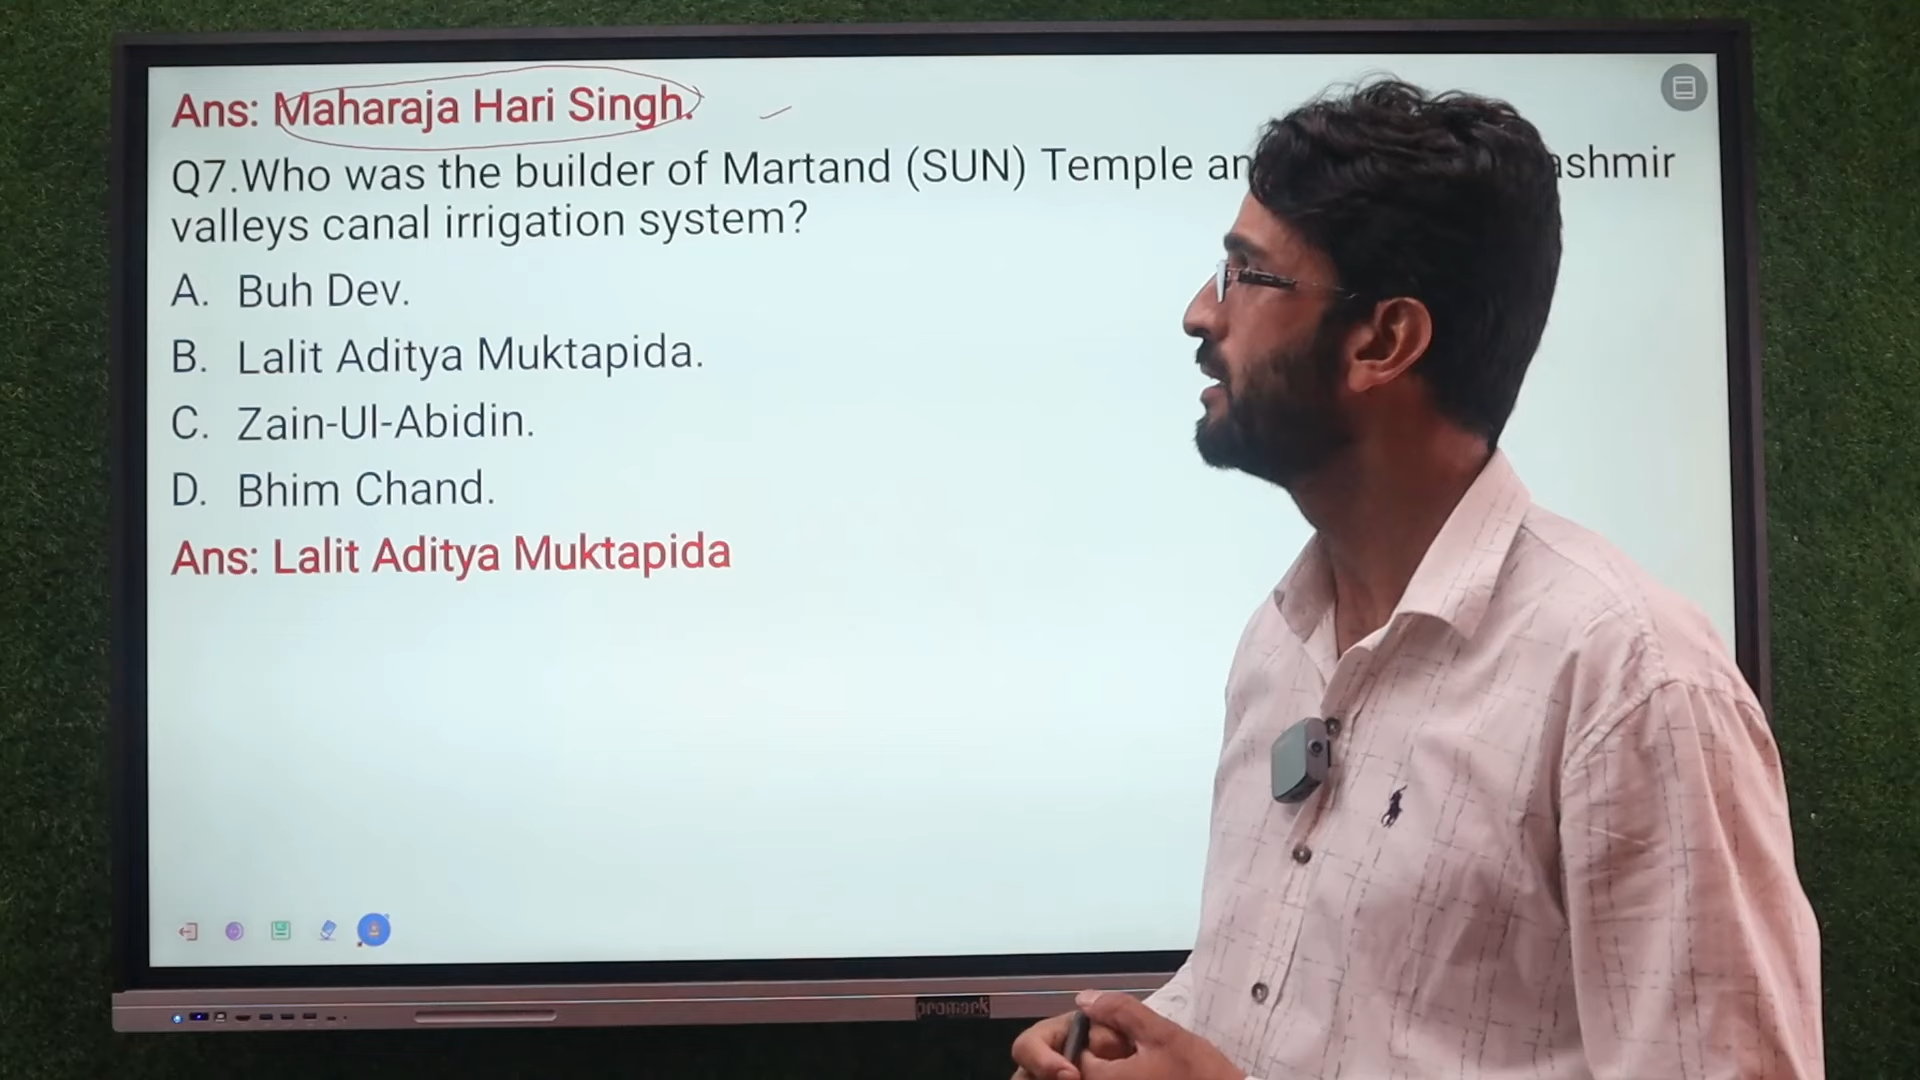 Ans: Maharaja Hari Singh.
Q7.Who was the builder of Martand (SUN) Temple an ashmir
valleys canal irrigation system?
A. Buh Dev.
B. Lalit Aditya Muktapida.
C. Zain-Ul-Abidin.
D. Bhim Chand.
Ans: Lalit Aditya Muktapida
promark